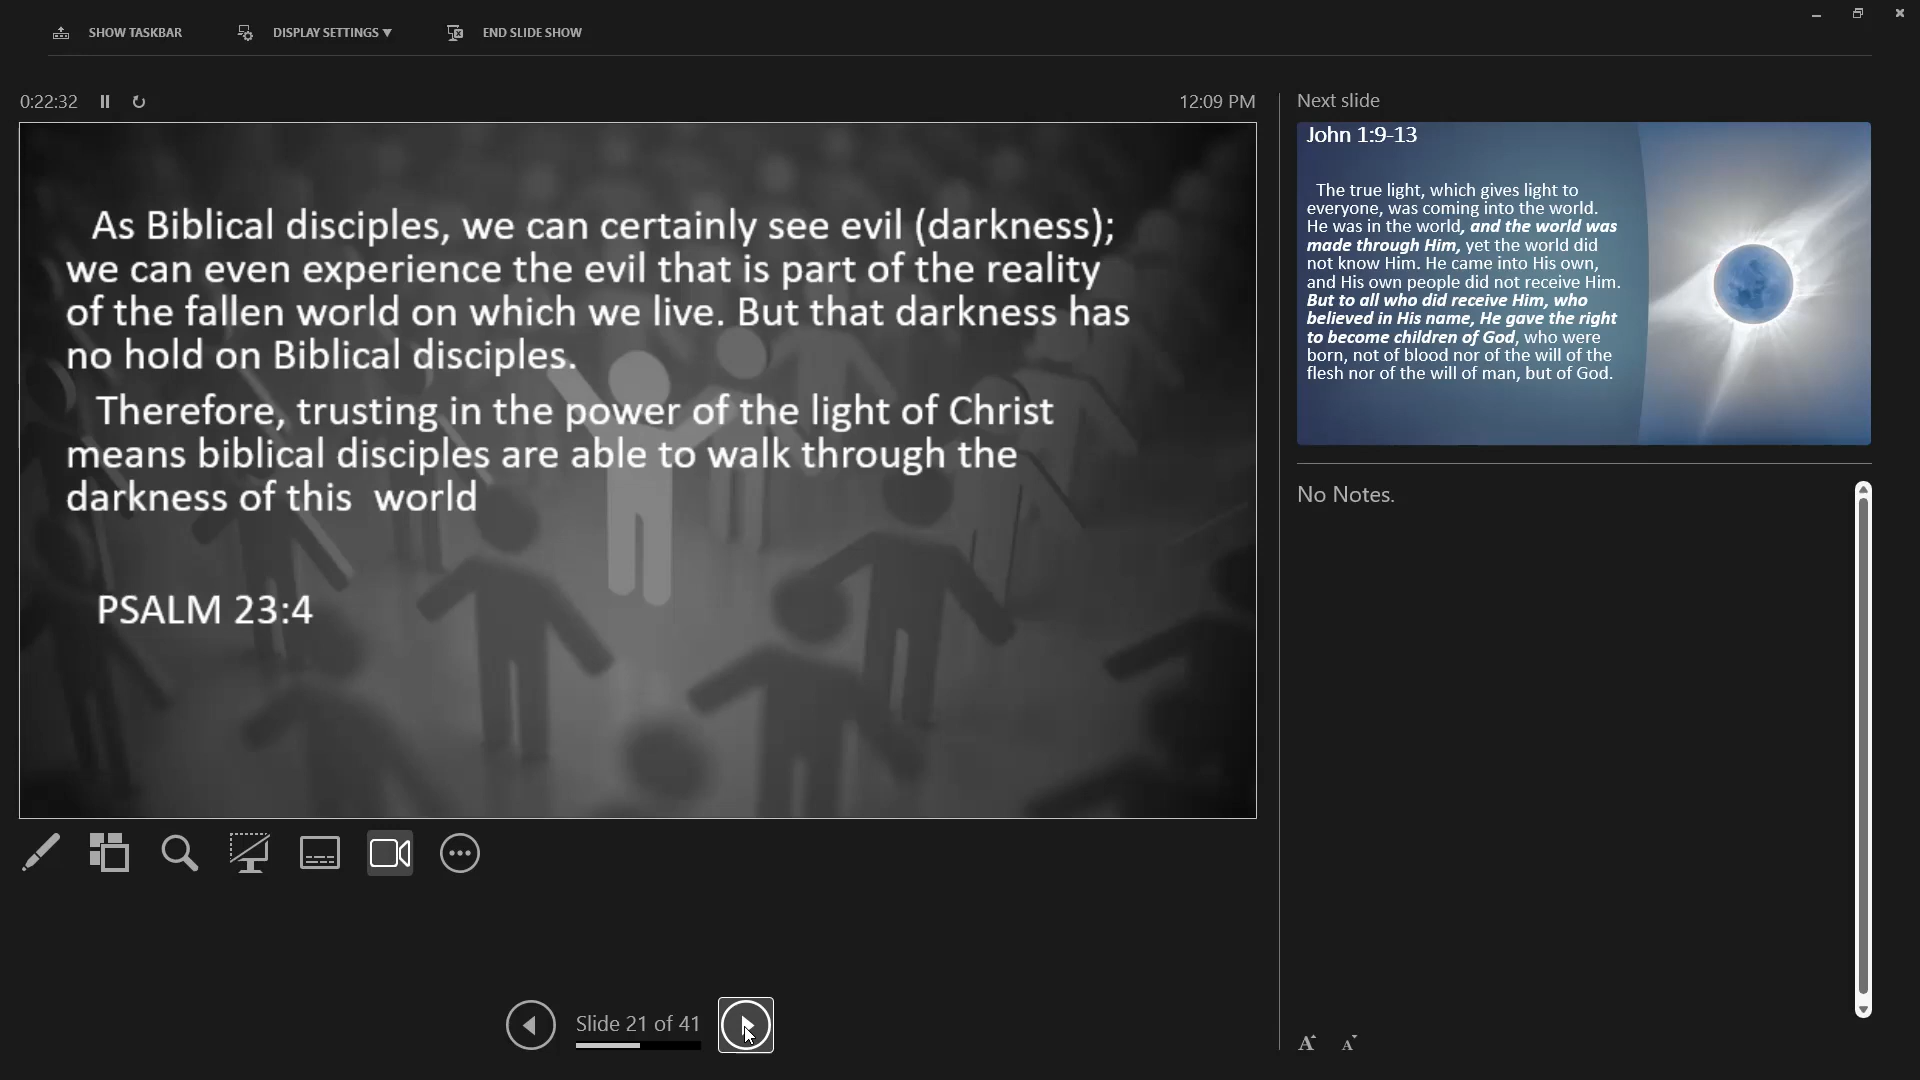 SHOW TASKBAR
DISPLAY SETTINGS ▼
END SLIDE SHOW
0:22:32
12:09 PM
As Biblical disciples, we can certainly see evil (darkness);
we can even experience the evil that is part of the reality
of the fallen world on which we live. But that darkness has
no hold on Biblical disciples.
Therefore, trusting in the power of the light of Christ
means biblical disciples are able to walk through the
darkness of this  world
PSALM 23:4
Slide 21 of 41
Next slide
John 1:9-13
The true light, which gives light to
everyone, was coming into the world.
He was in the world, and the world was
made through Him, yet the world did
not know Him. He came into His own,
and His own people did not receive Him.
But to all who did receive Him, who
believed in His name, He gave the right
to become children of God, who were
born, not of blood nor of the will of the
flesh nor of the will of man, but of God.
No Notes.
A A